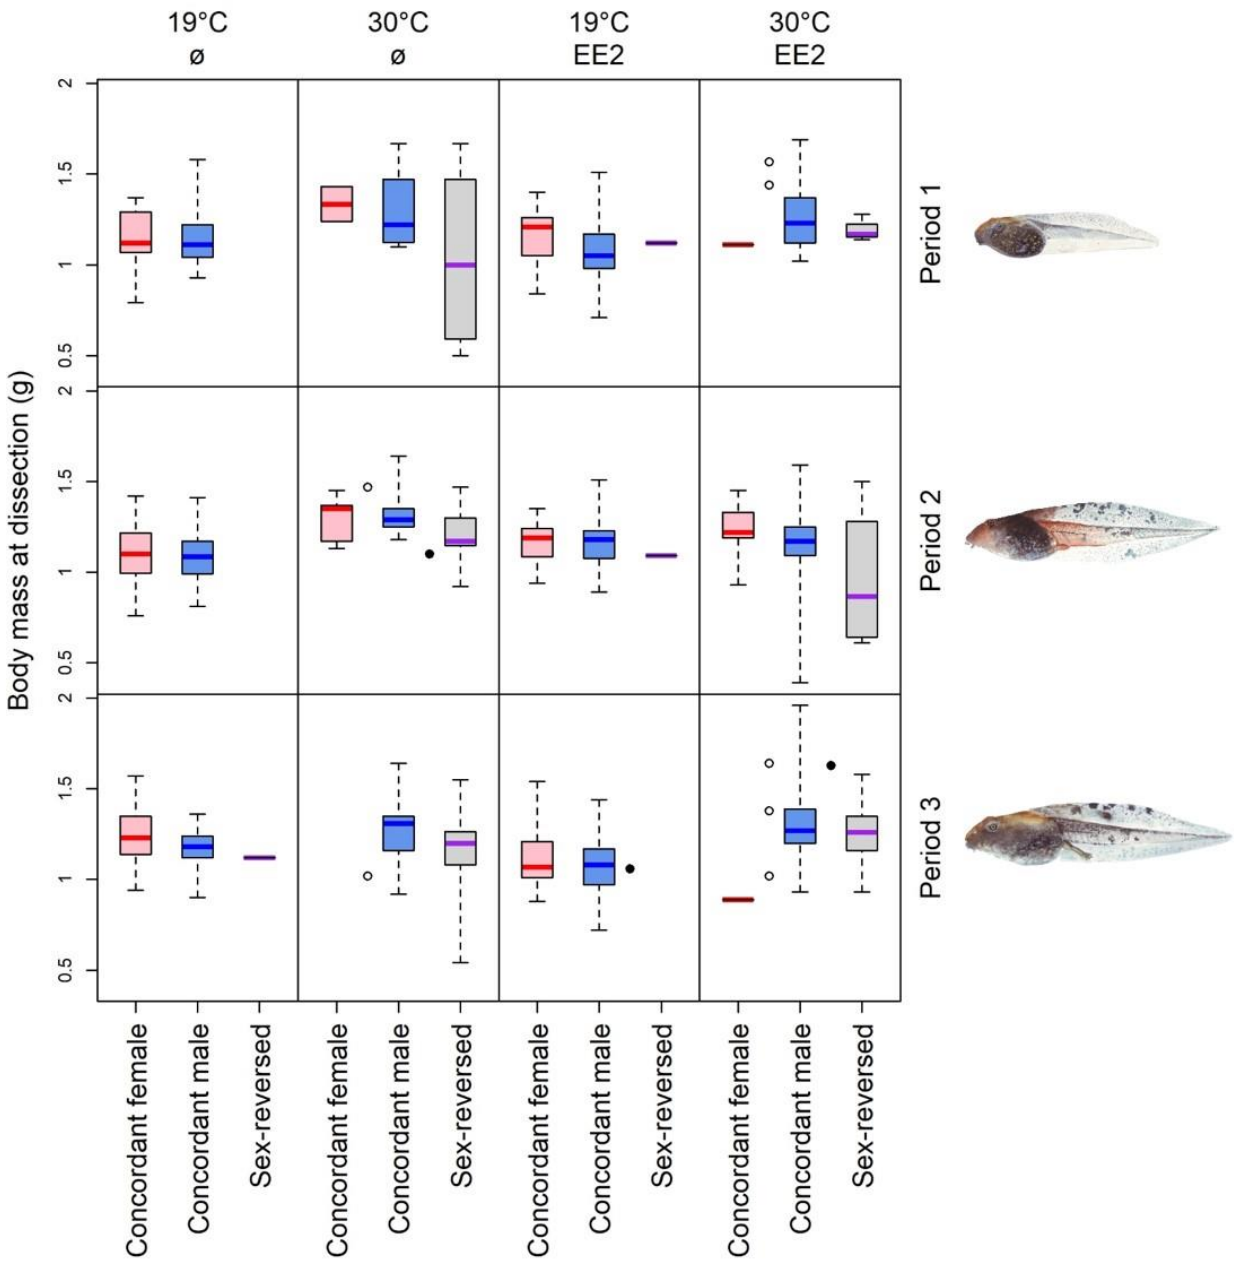 19°C 30°C 19°C 30°C
ø ø EE2 EE2
Body mass at dissection (g)
2
1.5
1
0.5
Period 1
2
1.5
1
0.5
Period 2
2
1.5
1
0.5
Period 3
Concordant female
Concordant male
Sex-reversed
Concordant female
Concordant male
Sex-reversed
Concordant female
Concordant male
Sex-reversed
Concordant female
Concordant male
Sex-reversed